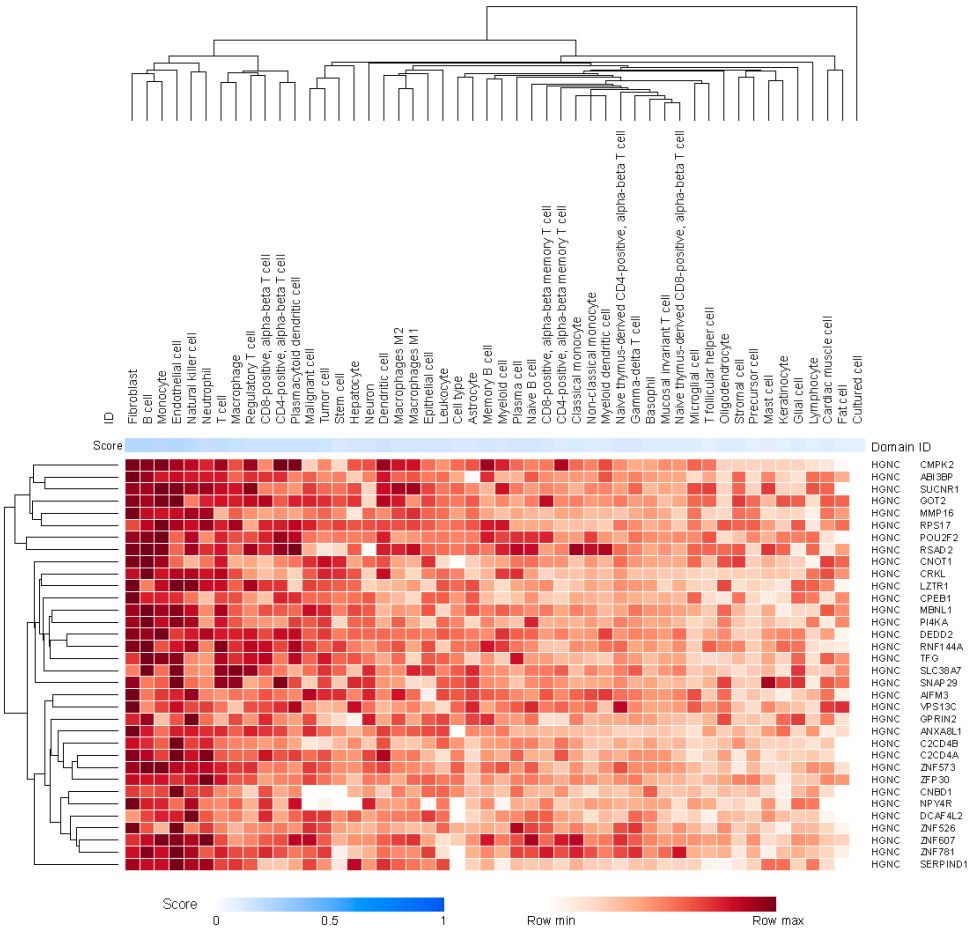 ID
Fibroblast
B cell
Monocyte
Endothelial cell
Natural killer cell
Neutrophil
T cell
Macrophage
Regulatory T cell
CD8-positive, alpha-beta T cell
CD4-positive, alpha-beta T cell
Plasmacytoid dendritic cell
Malignant cell
Tumor cell
Stem cell
Hepatocyte
Neuron
Dendritic cell
Macrophages M2
Macrophages M1
Epithelial cell
Leukocyte
Cell type
Astrocyte
Memory B cell
Myeloid cell
Plasma cell
Naive B cell
CD8-positive, alpha-beta memory T cell
CD4-positive, alpha-beta memory T cell
Classical monocyte
Non-classical monocyte
Myeloid dendritic cell
Naive thymus-derived CD4-positive, alpha-beta T cell
Gamma-delta T cell
Basophil
Mucosal invariant T cell
Naive thymus-derived CD8-positive, alpha-beta T cell
Microglial cell
T follicular helper cell
Oligodendrocyte
Stromal cell
Precursor cell
Mast cell
Keratinocyte
Glial cell
Lymphocyte
Cardiac muscle cell
Fat cell
Cultured cell
Score Domain ID
HGNC CMPK2
HGNC ABI3BP
HGNC SUCNR1
HGNC GOT2
HGNC MMP16
HGNC RPS17
HGNC POU2F2
HGNC RSAD2
HGNC CNOT1
HGNC CRKL
HGNC LZTR1
HGNC CPEB1
HGNC MBNL1
HGNC PI4KA
HGNC DEDD2
HGNC RNF144A
HGNC TFG
HGNC SLC38A7
HGNC SNAP29
HGNC AIFM3
HGNC VPS13C
HGNC GPRIN2
HGNC ANXA8L1
HGNC C2CD4B
HGNC C2CD4A
HGNC ZNF573
HGNC ZFP30
HGNC CNBD1
HGNC NPY4R
HGNC DCAF4L2
HGNC ZNF526
HGNC ZNF607
HGNC ZNF781
HGNC SERPIND1
Score
0 0.5 1
Row min Row max